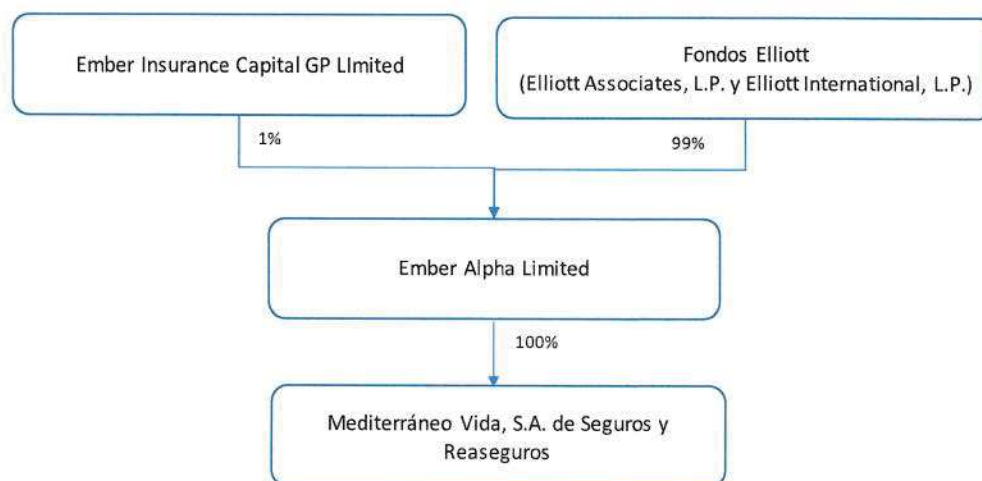 Ember Insurance Capital GP LImited
Fondos Elliott
(Elliott Associates, L.P. y Elliott International, L.P.)
1%
99%
Ember Alpha Limited
100%
Mediterráneo Vida, S.A. de Seguros y
Reaseguros